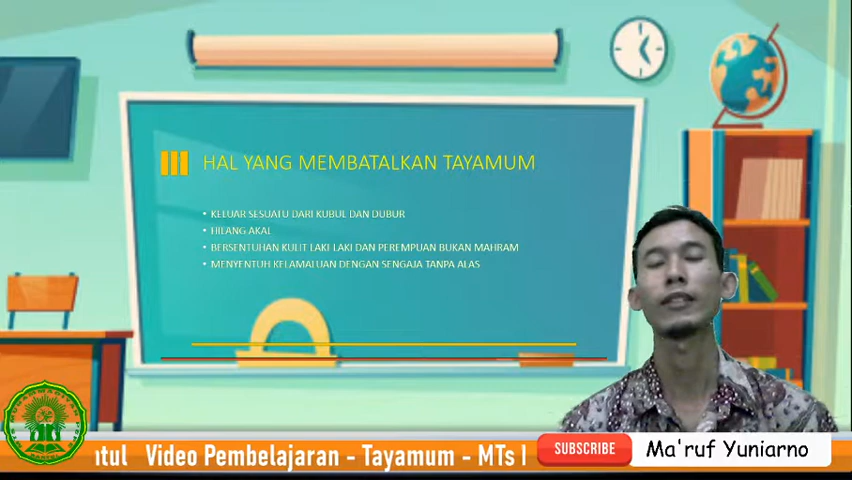 HAL YANG MEMBATALKAN TAYAMUM
• KELUAR SESUATU DARI KUBUL DAN DUBUR
• HILANG AKAL
• BERSENTUHAN KULIT LAKI LAKI DAN PEREMPUAN BUKAN MAHRAM
• MENYENTUH KELAMALUAN DENGAN SENGAJA TANPA ALAS
Video Pembelajaran - Tayamum - MTs
SUBSCRIBE
Ma'ruf Yuniarno